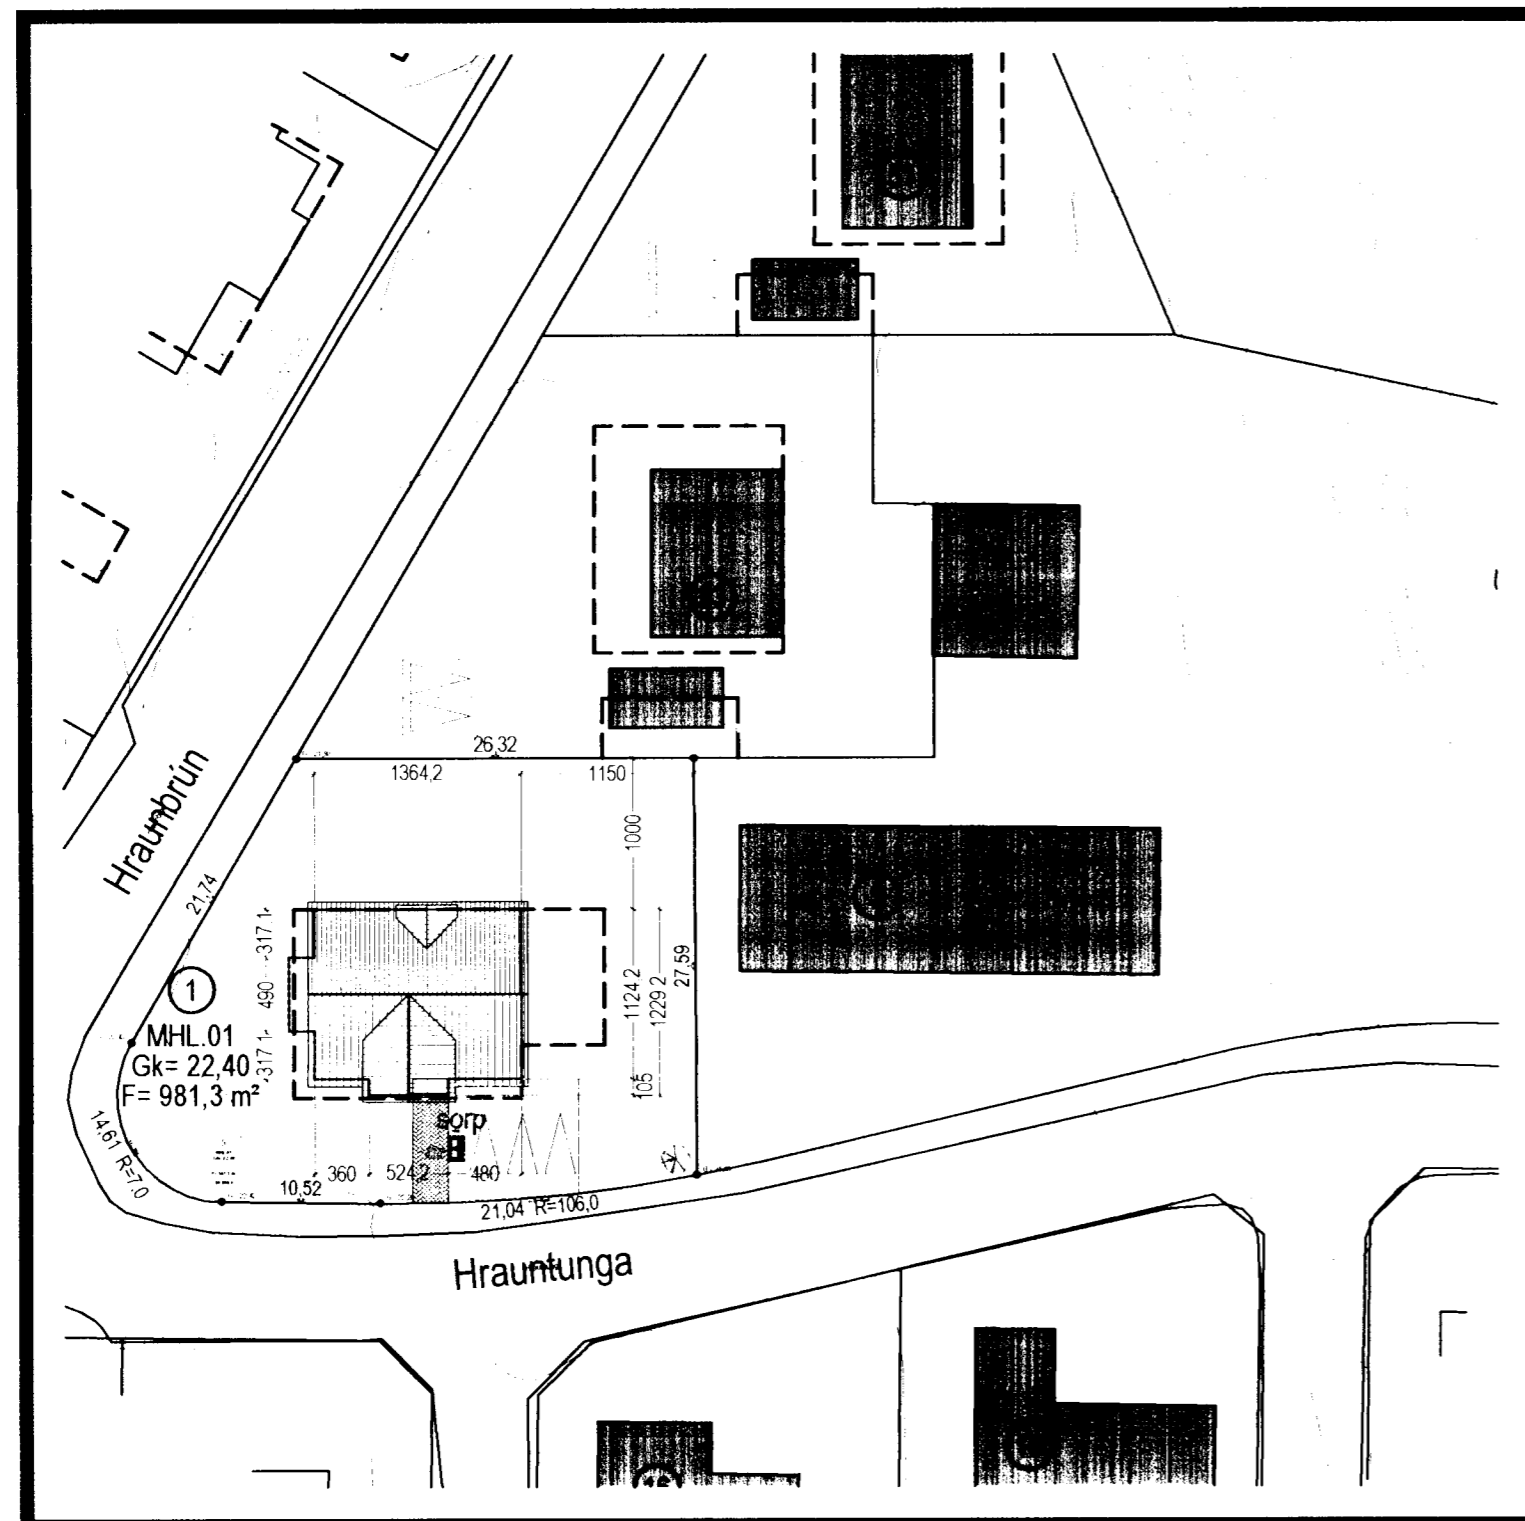 26,32
1364,2
1150
Hraunbrún
1000
21,74
317.1
490
317.1
1124.2
1229.2
27,59
105
1
MHL.01
Gk= 22,40
F= 981,3 m²
14.61 R=7.0
sorp
360
524.2
480
10,52
21,04 R=106,0
Hrauntunga